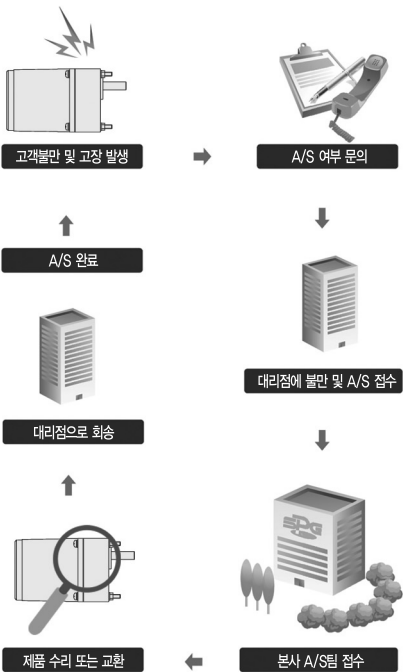 고객불만 및 고장 발생
A/S 여부 문의
A/S 완료
대리점에 불만 및 A/S 접수
대리점으로 회송
SPG
제품 수리 또는 교환
본사 A/S팀 접수